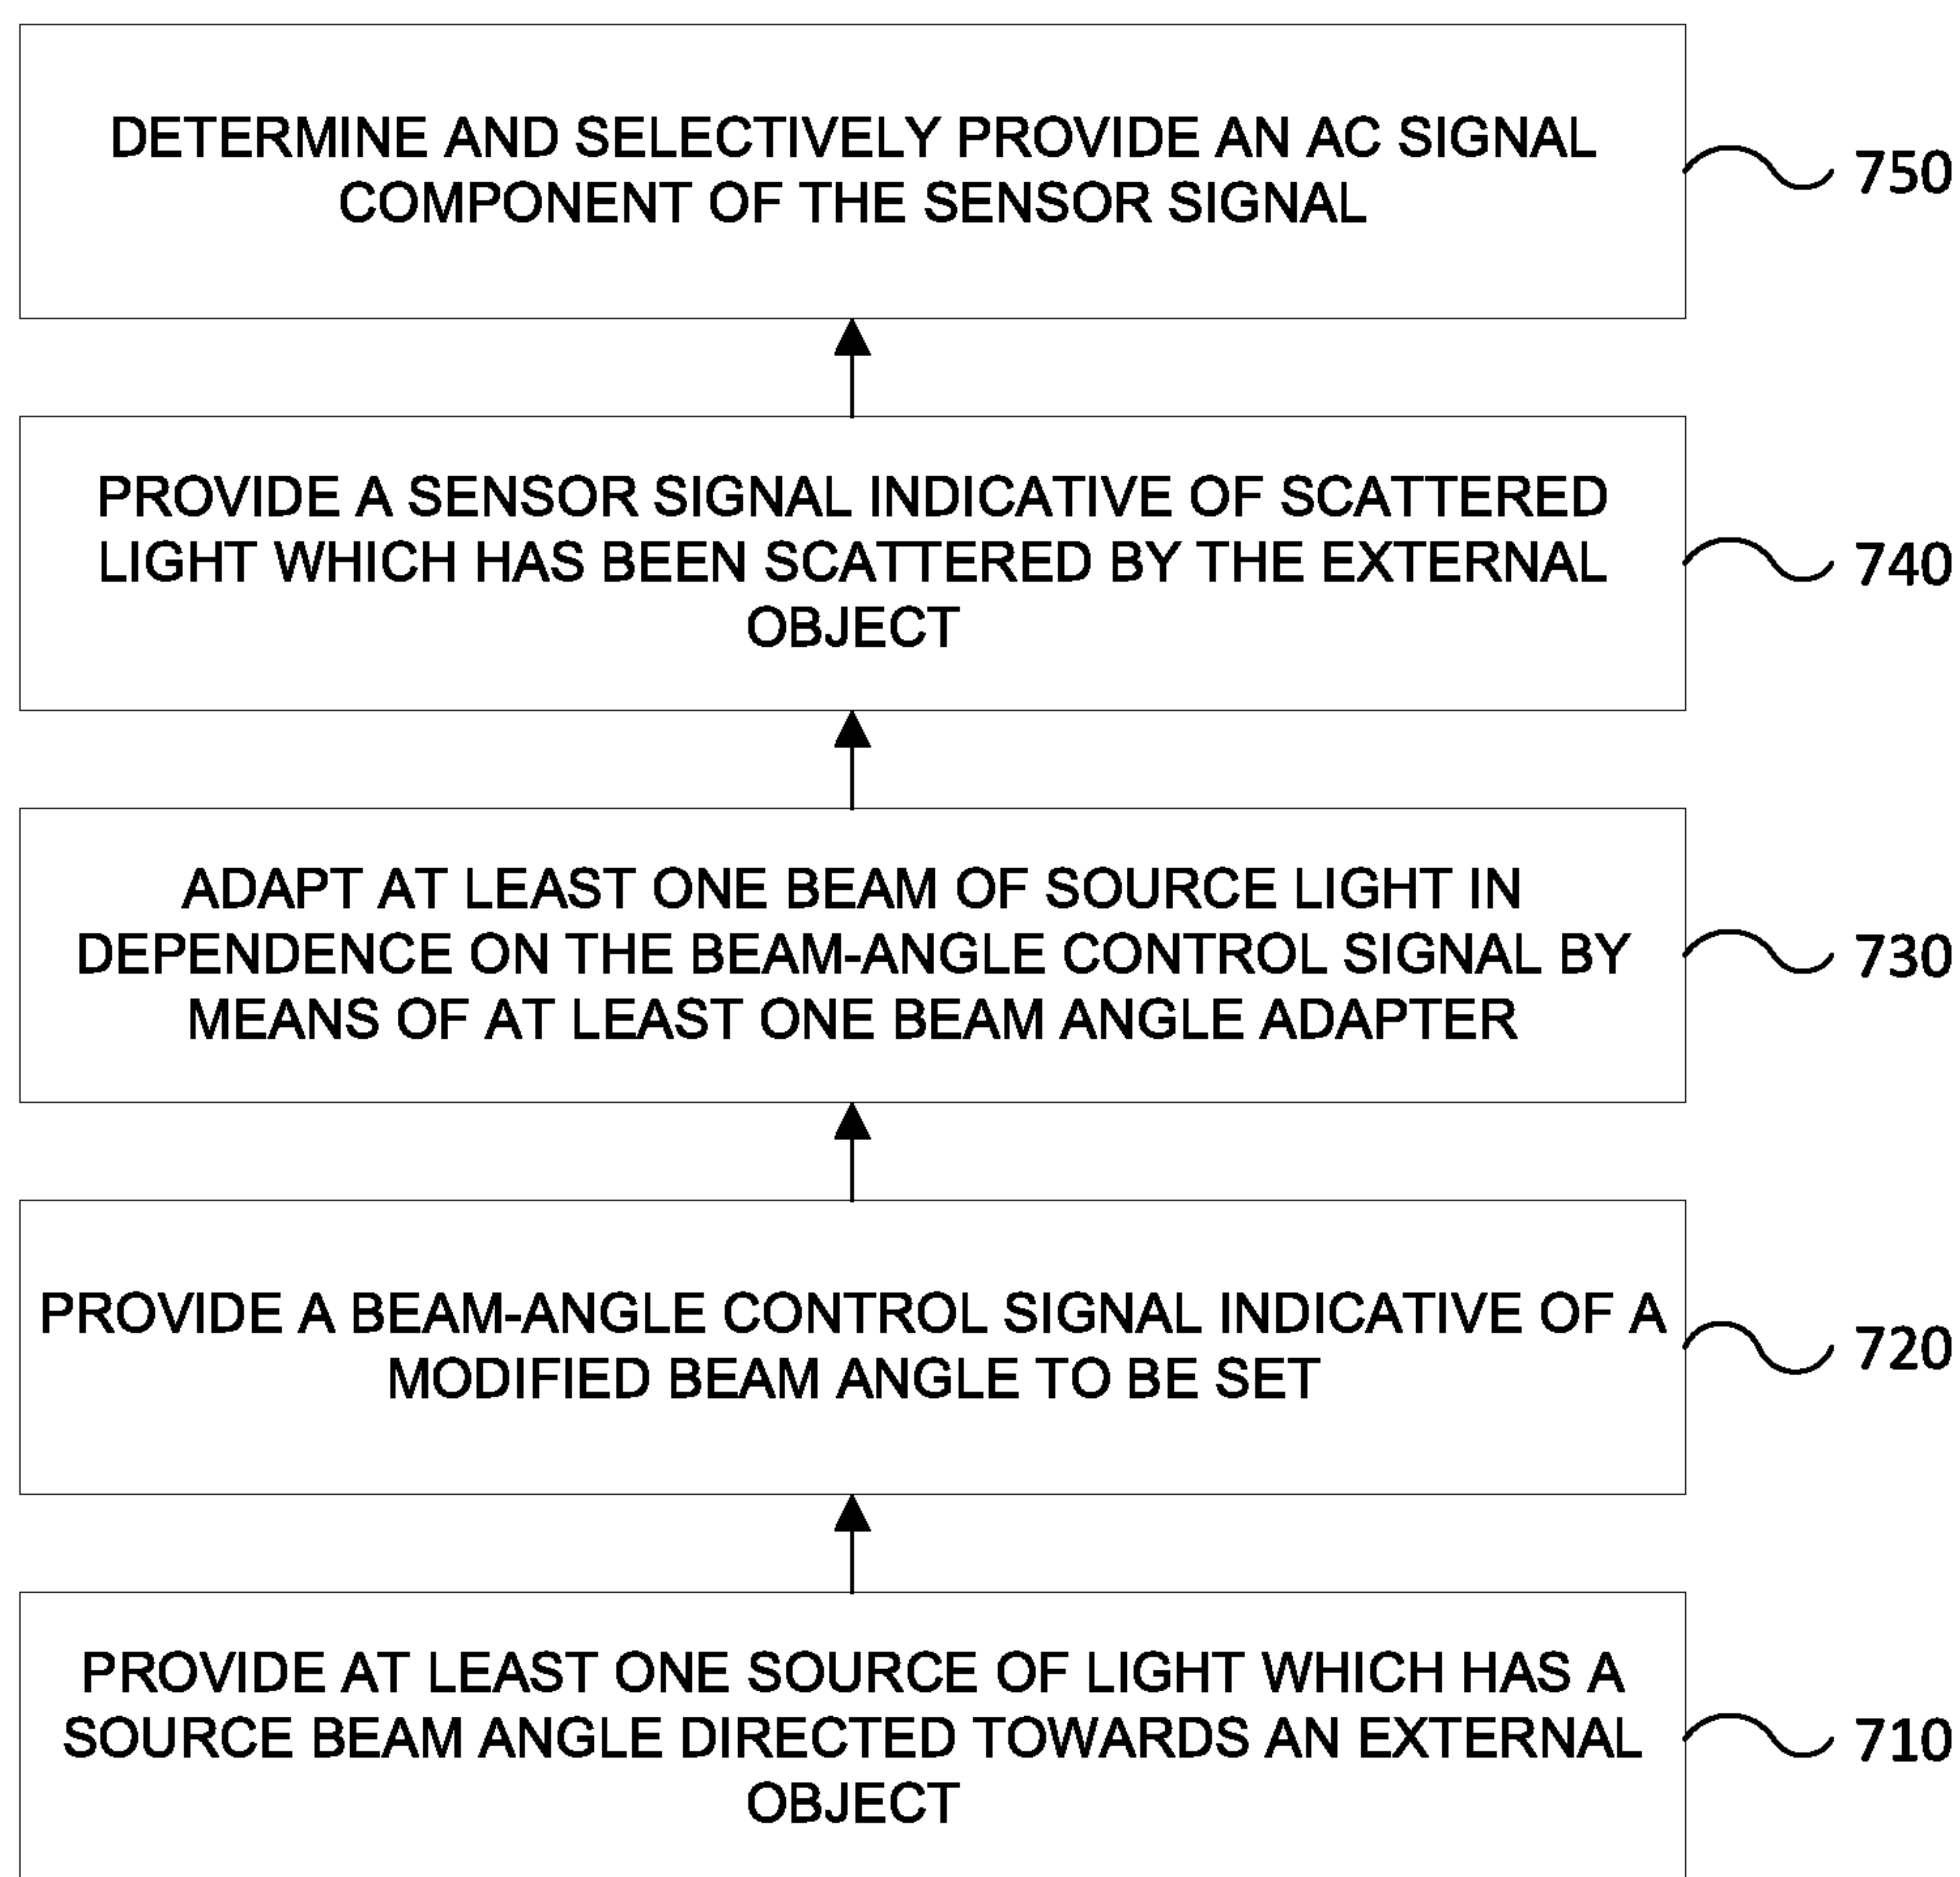 DETERMINE AND SELECTIVELY PROVIDE AN AC SIGNAL
COMPONENT OF THE SENSOR SIGNAL
750
PROVIDE A SENSOR SIGNAL INDICATIVE OF SCATTERED
LIGHT WHICH HAS BEEN SCATTERED BY THE EXTERNAL
OBJECT
740
ADAPT AT LEAST ONE BEAM OF SOURCE LIGHT IN
DEPENDENCE ON THE BEAM-ANGLE CONTROL SIGNAL BY
MEANS OF AT LEAST ONE BEAM ANGLE ADAPTER
730
PROVIDE A BEAM-ANGLE CONTROL SIGNAL INDICATIVE OF A
MODIFIED BEAM ANGLE TO BE SET
720
PROVIDE AT LEAST ONE SOURCE OF LIGHT WHICH HAS A
SOURCE BEAM ANGLE DIRECTED TOWARDS AN EXTERNAL
OBJECT
710